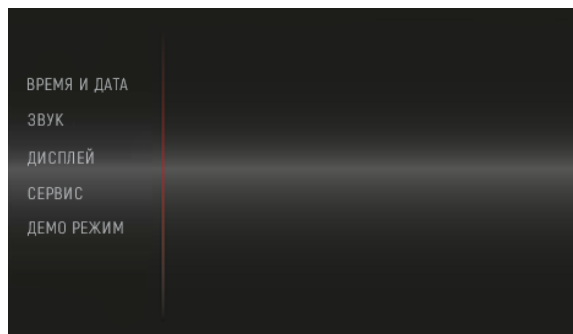 ВРЕМЯ И ДАТА
ЗВУК
ДИСПЛЕЙ
СЕРВИС
ДЕМО РЕЖИМ